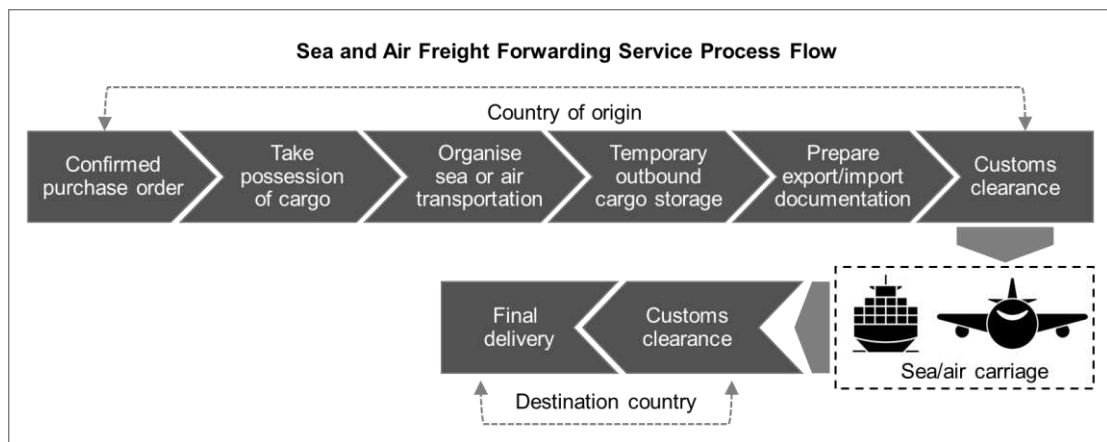 Sea and Air Freight Forwarding Service Process Flow
Country of origin
Confirmed
purchase order
Take
possession
of cargo
Organise
sea or air
transportation
Temporary
outbound
cargo storage
Prepare
export/import
documentation
Customs
clearance
Sea/air carriage
Customs
clearance
Final
delivery
Destination country